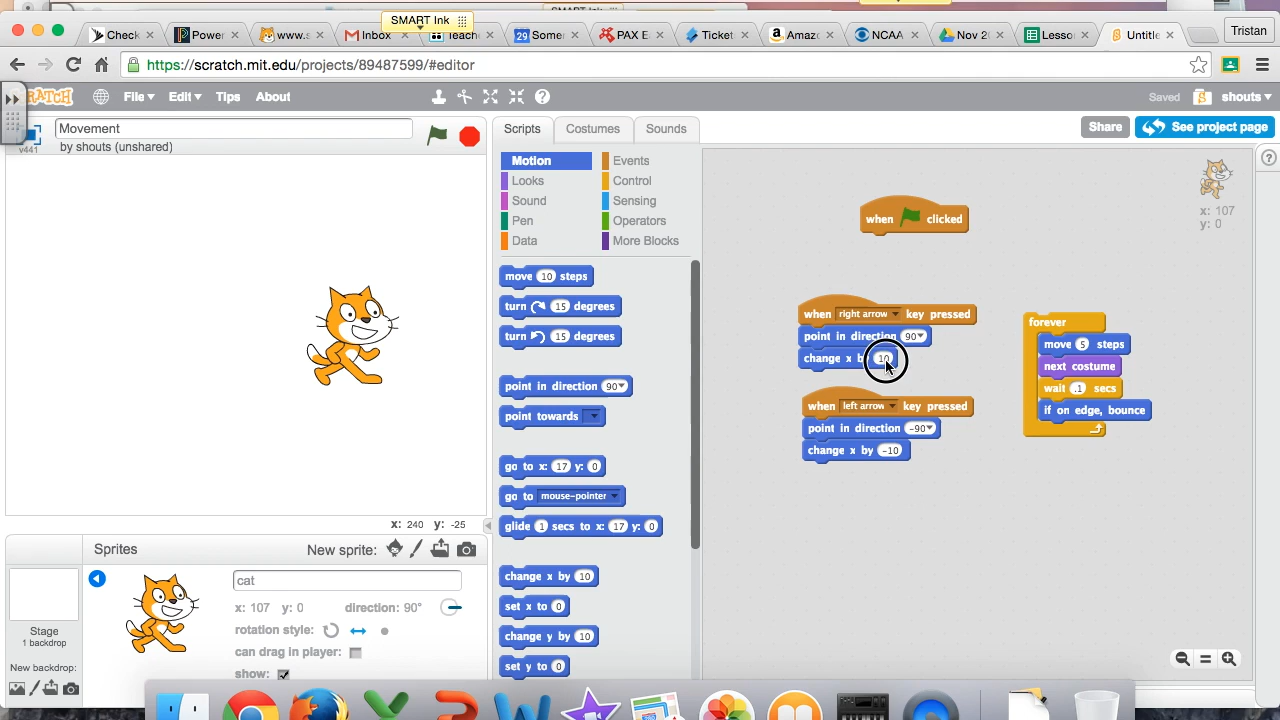 SMART Ink
Check
Power
www.s
Gmail
Teach
29 Some
PAX E
Ticket
Amaz
NCAA
Nov 2
Lesso
Untitle
Tristan
https://scratch.mit.edu/projects/89487599/#editor
File Edit Tips About
Saved shouts
Movement
by shouts (unshared)
v441
Scripts Costumes Sounds
Share
See project page
Motion
Looks
Sound
Pen
Data
Events
Control
Sensing
Operators
More Blocks
move 10 steps
turn 15 degrees
turn 15 degrees
point in direction 90
point towards
go to x: 17 y: 0
go to mouse-pointer
glide 1 secs to x: 17 y: 0
change x by 10
set x to 0
change y by 10
set y to 0
when clicked
when right arrow key pressed
point in direction 90
change x by 10
when left arrow key pressed
point in direction -90
change x by -10
forever
move 5 steps
next costume
wait .1 secs
if on edge, bounce
x: 107
y: 0
x: 240 y: -25
Sprites
New sprite:
Stage
1 backdrop
New backdrop:
cat
x: 107 y: 0 direction: 90°
rotation style:
can drag in player:
show: